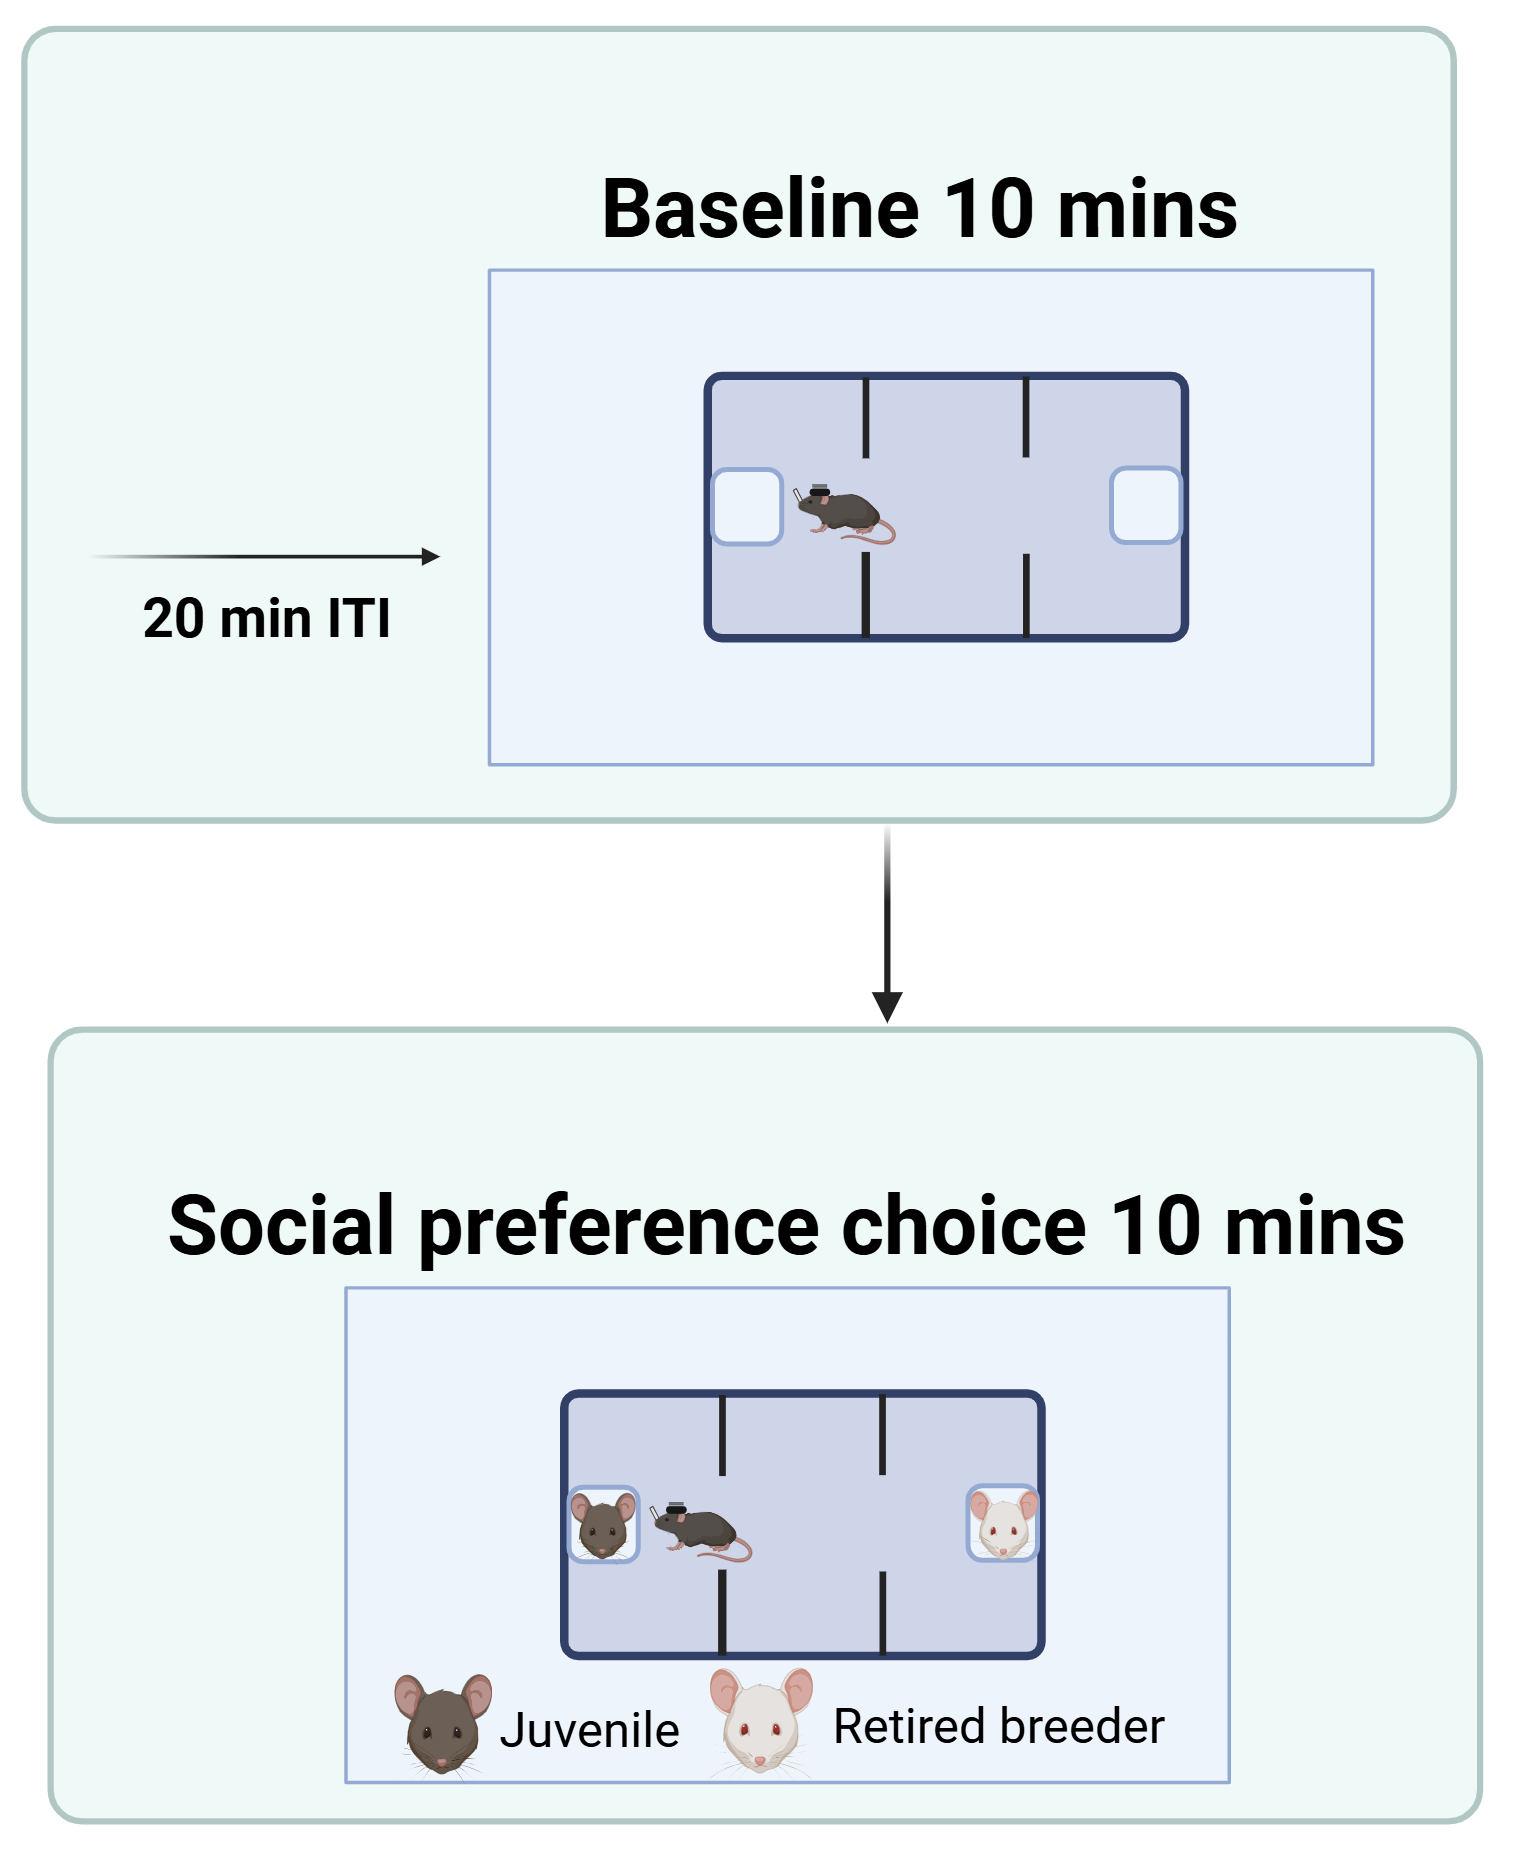 Baseline 10 mins
20 min ITI
Social preference choice 10 mins
Juvenile
Retired breeder